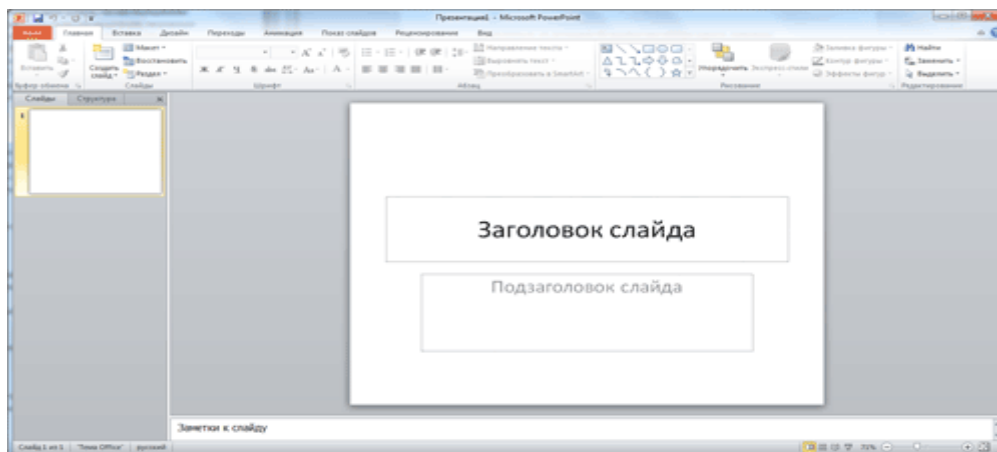 Презентация1 - Microsoft PowerPoint
Файл Главная Вставка Дизайн Переходы Анимация Показ слайдов Рецензирование Вид
Вставить
Создать слайд
Макет
Восстановить
Раздел
Ж К Ч S abc
Направление текста
Выровнять текст
Преобразовать в SmartArt
Упорядочить Экспресс-стили
Заливка фигуры
Контур фигуры
Эффекты фигур
Найти
Заменить
Выделить
Буфер обмена Слайды Шрифт Абзац Рисование Редактирование
Слайды Структура
1
Заголовок слайда
Подзаголовок слайда
Заметки к слайду
Слайд 1 из 1 "Тема Office" русский